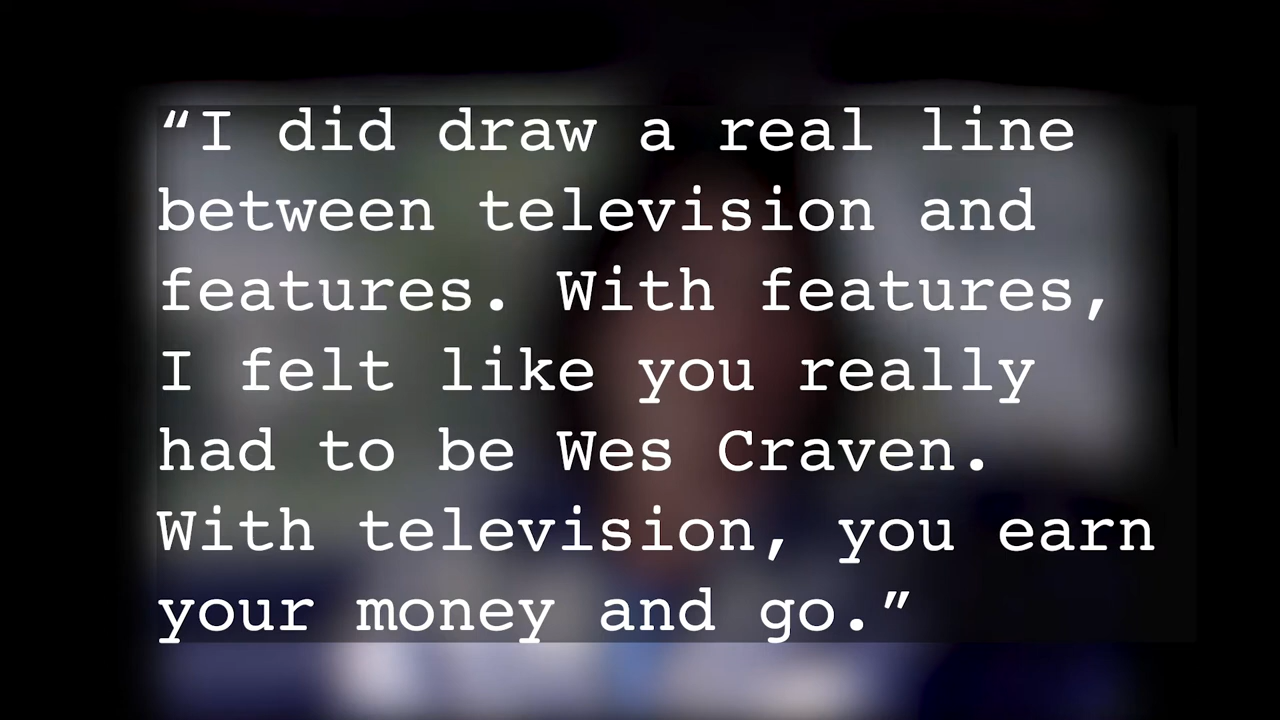 “I did draw a real line
between television and
features. With features,
I felt like you really
had to be Wes Craven.
With television, you earn
your money and go.”